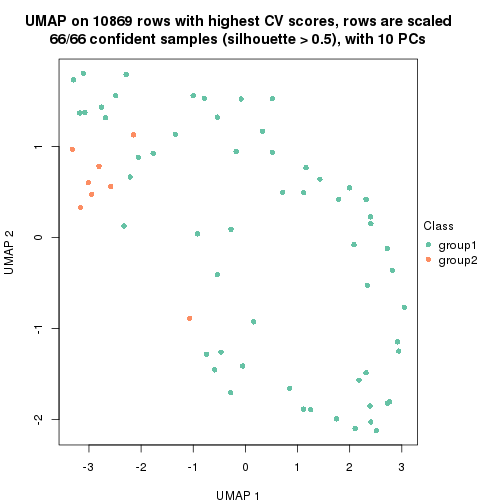 UMAP on 10869 rows with highest CV scores, rows are scaled
66/66 confident samples (silhouette > 0.5), with 10 PCs
1
0
-1
-2
UMAP 2
-3
-2
-1
0
1
2
3
UMAP 1
Class
group1
group2